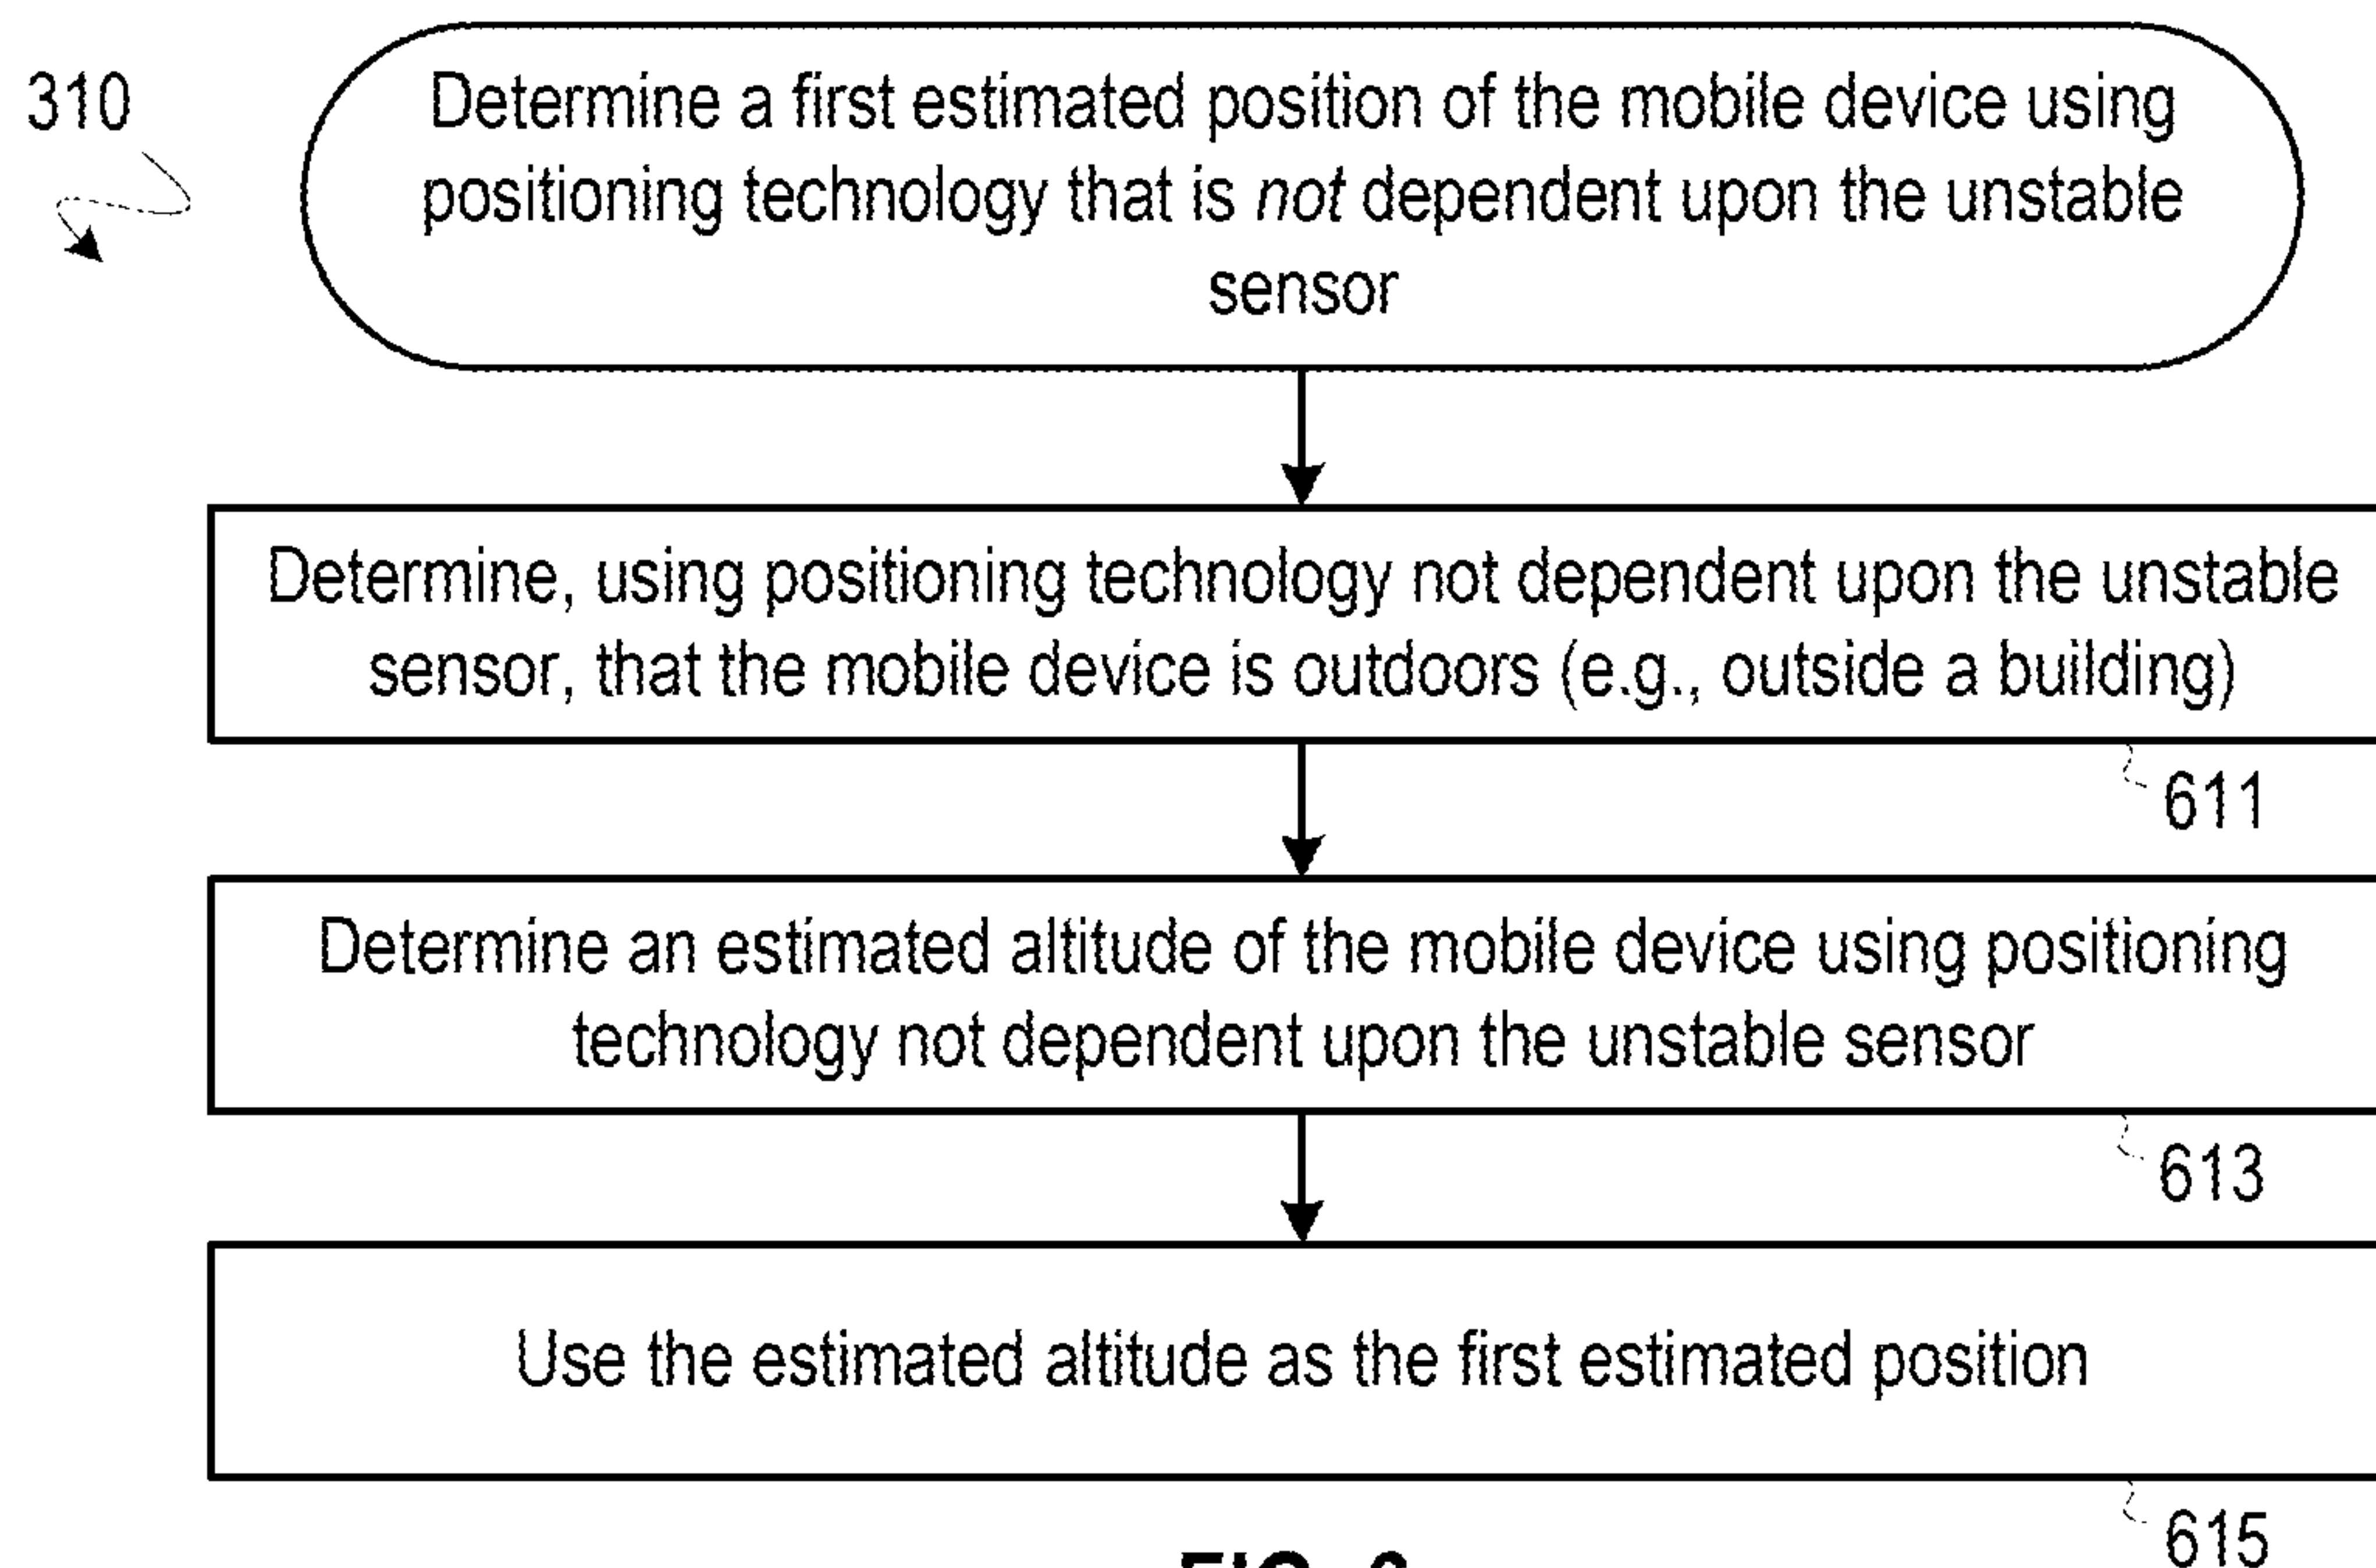 310
Determine a first estimated position of the mobile device using
positioning technology that is not dependent upon the unstable
sensor
Determine, using positioning technology not dependent upon the unstable
sensor, that the mobile device is outdoors (e.g., outside a building)
611
Determine an estimated altitude of the mobile device using positioning
technology not dependent upon the unstable sensor
613
Use the estimated altitude as the first estimated position
615
FIG.